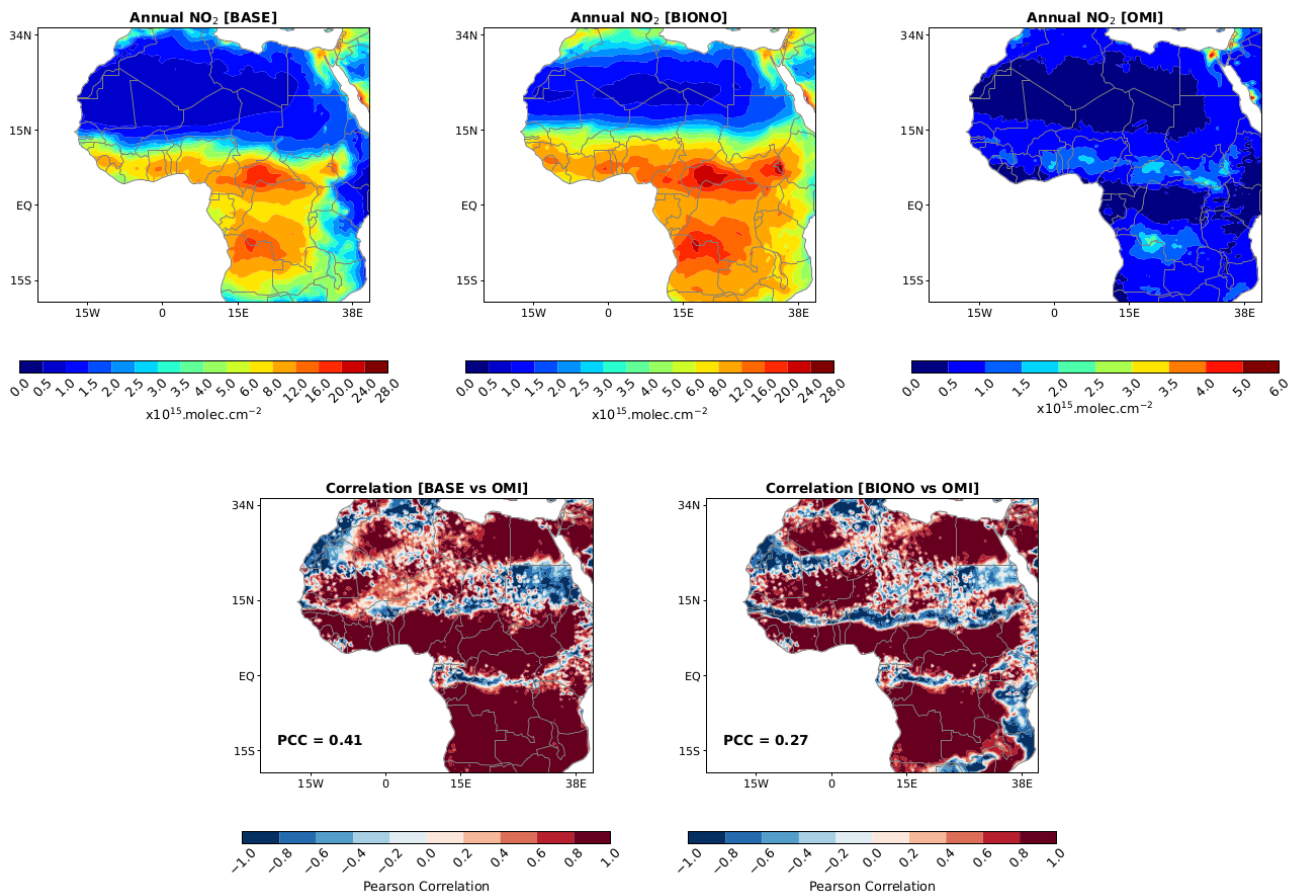 Annual NO₂ [BASE]
Annual NO₂ [BIONO]
Annual NO₂ [OMI]
34N
15N
EQ
15S
15W 0 15E 38E
34N
15N
EQ
15S
15W 0 15E 38E
34N
15N
EQ
15S
15W 0 15E 38E
0.0 0.5 1.0 1.5 2.0 2.5 3.0 3.5 4.0 5.0 6.0 8.0 12.0 16.0 20.0 24.0 28.0
x10¹⁵.molec.cm⁻²
0.0 0.5 1.0 1.5 2.0 2.5 3.0 3.5 4.0 5.0 6.0 8.0 12.0 16.0 20.0 24.0 28.0
x10¹⁵.molec.cm⁻²
0.0 0.5 1.0 1.5 2.0 2.5 3.0 3.5 4.0 5.0 6.0
x10¹⁵.molec.cm⁻²
Correlation [BASE vs OMI]
Correlation [BIONO vs OMI]
34N
15N
EQ
15S
PCC = 0.41
15W 0 15E 38E
34N
15N
EQ
15S
PCC = 0.27
15W 0 15E 38E
−1.0 −0.8 −0.6 −0.4 −0.2 0.0 0.2 0.4 0.6 0.8 1.0
Pearson Correlation
−1.0 −0.8 −0.6 −0.4 −0.2 0.0 0.2 0.4 0.6 0.8 1.0
Pearson Correlation